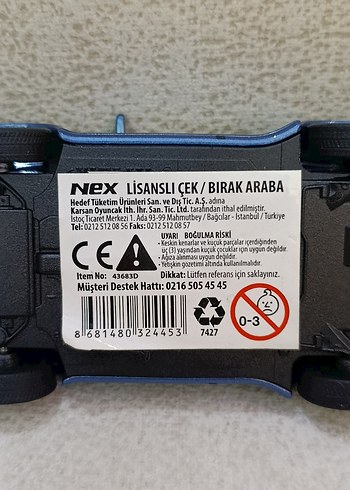 NEX LİSANSLI ÇEK / BIRAK ARABA
Hedef Tüketim Ürünleri San. ve Dış Tic. A.Ş. adına
Karsan Oyuncak Ith. Ihr. San. Tic. Ltd. tarafından ithal edilmiştir.
İstoç Ticaret Merkezi 1. Ada 93-99 Mahmutbey / Bağcılar - İstanbul / Türkiye
Tel: 0212 512 08 56 Faks: 0212 512 08 57
UYARI BOĞULMA RİSKİ
• Keskin kenarlar ve küçük parçalar içerdiğinden
üç (3) yaşından küçük çocuklar için uygun değildir.
• Ağıza alınması uygun değildir.
• Yetişkin gözetimi altında kullanılmalıdır.
CE
Item No: 43683D
Dikkat: Lütfen referans için saklayınız.
Müşteri Destek Hattı: 0216 505 45 45
8 681480 324453
7427
0-3